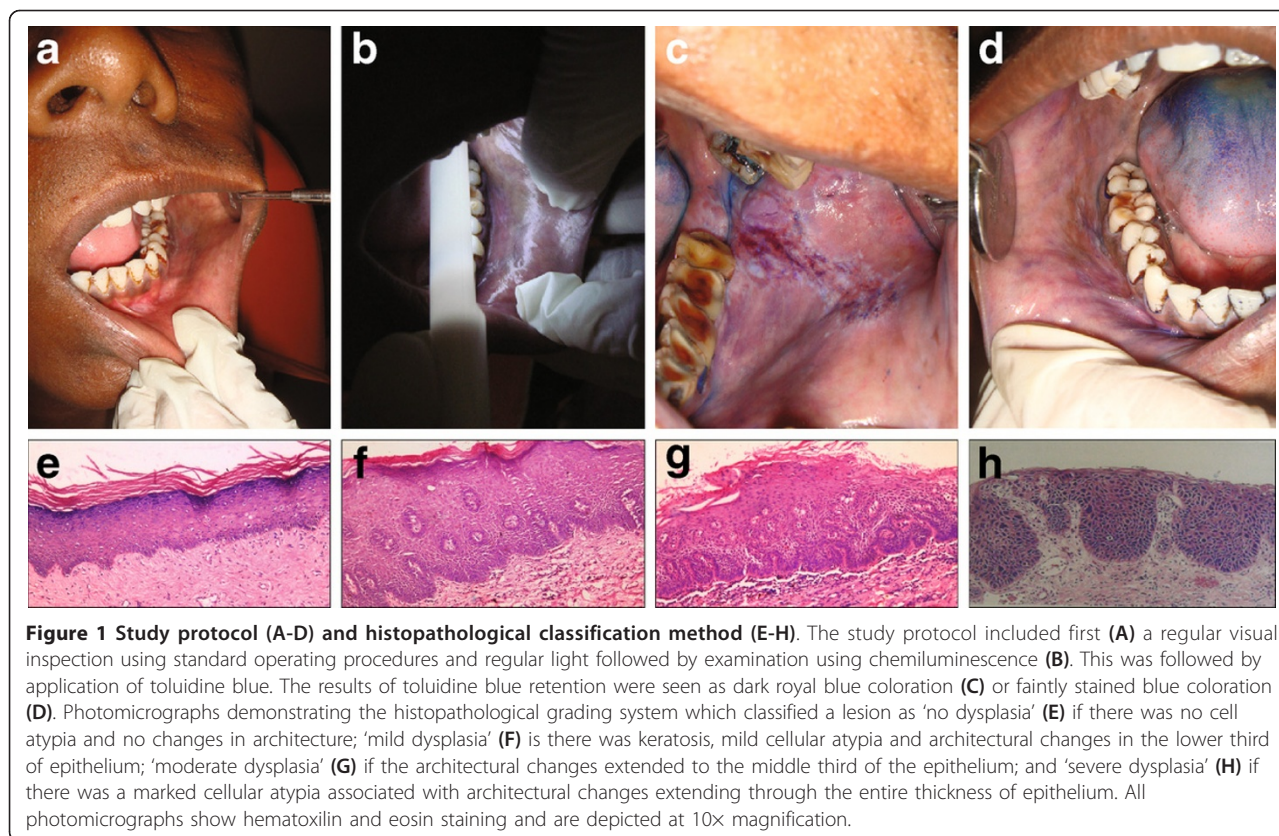 a
b
c
d
e
f
g
h
Figure 1 Study protocol (A-D) and histopathological classification method (E-H). The study protocol included first (A) a regular visual
inspection using standard operating procedures and regular light followed by examination using chemiluminescence (B). This was followed by
application of toluidine blue. The results of toluidine blue retention were seen as dark royal blue coloration (C) or faintly stained blue coloration
(D). Photomicrographs demonstrating the histopathological grading system which classified a lesion as ‘no dysplasia’ (E) if there was no cell
atypia and no changes in architecture; ‘mild dysplasia’ (F) is there was keratosis, mild cellular atypia and architectural changes in the lower third
of epithelium; ‘moderate dysplasia’ (G) if the architectural changes extended to the middle third of the epithelium; and ‘severe dysplasia’ (H) if
there was a marked cellular atypia associated with architectural changes extending through the entire thickness of epithelium. All
photomicrographs show hematoxilin and eosin staining and are depicted at 10× magnification.